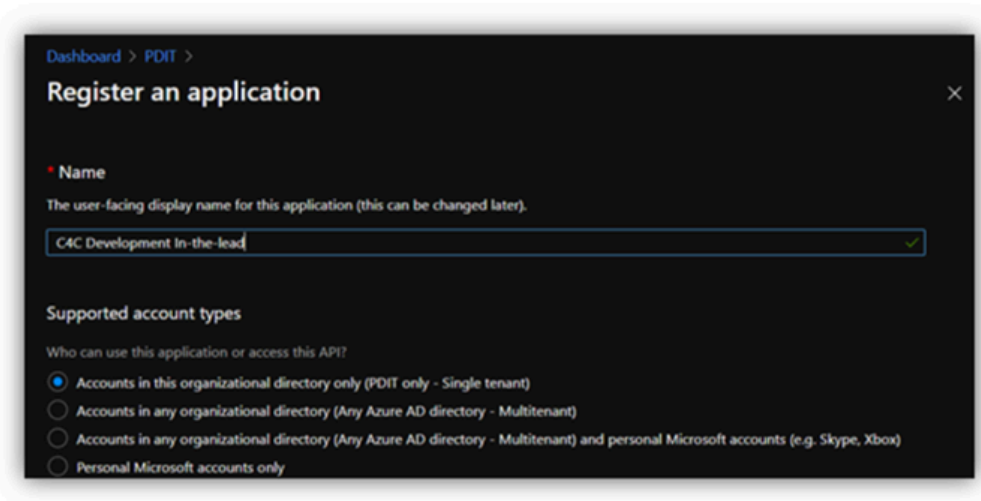 Dashboard > PDIT >
Register an application
* Name
The user-facing display name for this application (this can be changed later).
C4C Development In-the-lead
Supported account types
Who can use this application or access this API?
Accounts in this organizational directory only (PDIT only - Single tenant)
Accounts in any organizational directory (Any Azure AD directory - Multitenant)
Accounts in any organizational directory (Any Azure AD directory - Multitenant) and personal Microsoft accounts (e.g. Skype, Xbox)
Personal Microsoft accounts only